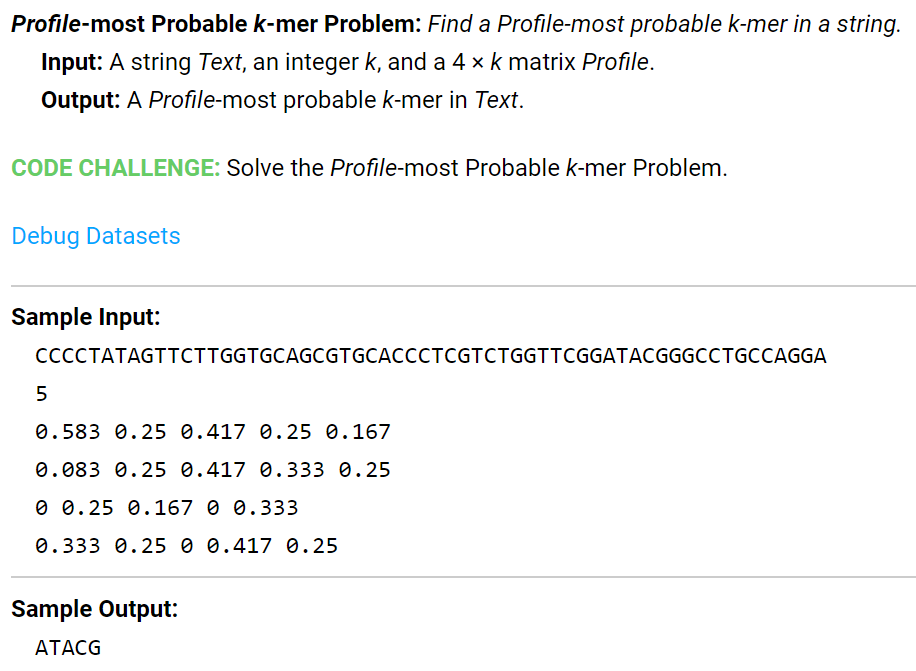 Profile-most Probable k-mer Problem: Find a Profile-most probable k-mer in a string.
Input: A string Text, an integer k, and a 4 × k matrix Profile.
Output: A Profile-most probable k-mer in Text.
CODE CHALLENGE: Solve the Profile-most Probable k-mer Problem.
Debug Datasets
Sample Input:
CCCCTATAGTTCTTGGTGCAGCGTGCACCCTCGTCTGGTTCGGATACGGGCCTGCCAGGA
5
0.583 0.25 0.417 0.25 0.167
0.083 0.25 0.417 0.333 0.25
0 0.25 0.167 0 0.333
0.333 0.25 0 0.417 0.25
Sample Output:
ATACG